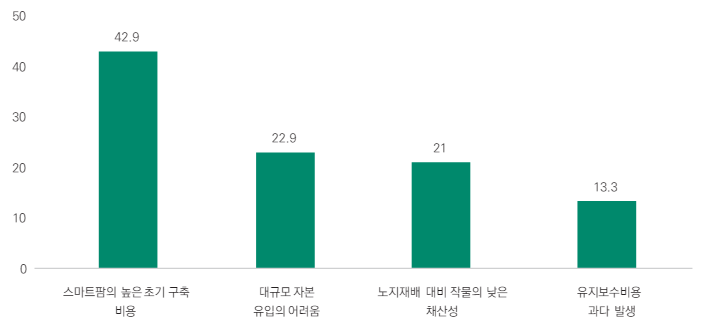 50
40
30
20
10
0
42.9
22.9
21
13.3
스마트팜의 높은 초기 구축
비용
대규모 자본
유입의 어려움
노지재배 대비 작물의 낮은
채산성
유지보수비용
과다 발생